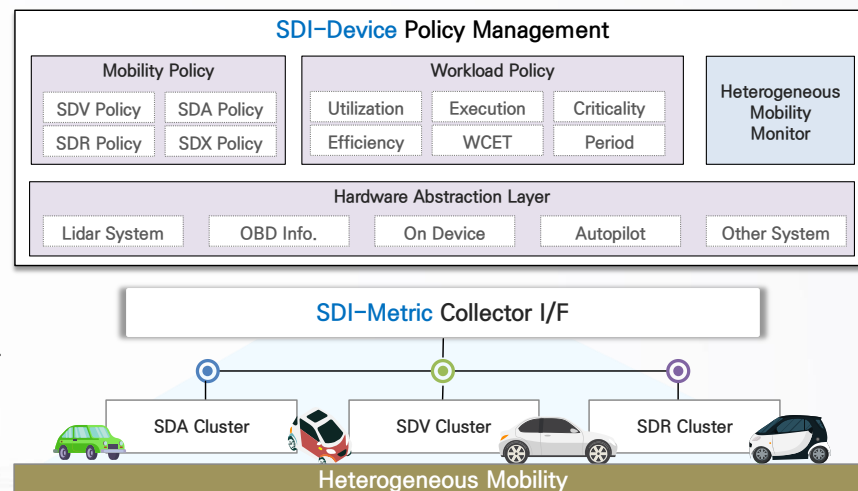 SDI-Device Policy Management
Mobility Policy
SDV Policy
SDA Policy
SDR Policy
SDX Policy
Workload Policy
Utilization
Execution
Criticality
Efficiency
WCET
Period
Heterogeneous
Mobility
Monitor
Hardware Abstraction Layer
Lidar System
OBD Info.
On Device
Autopilot
Other System
SDI-Metric Collector I/F
SDA Cluster
SDV Cluster
SDR Cluster
Heterogeneous Mobility